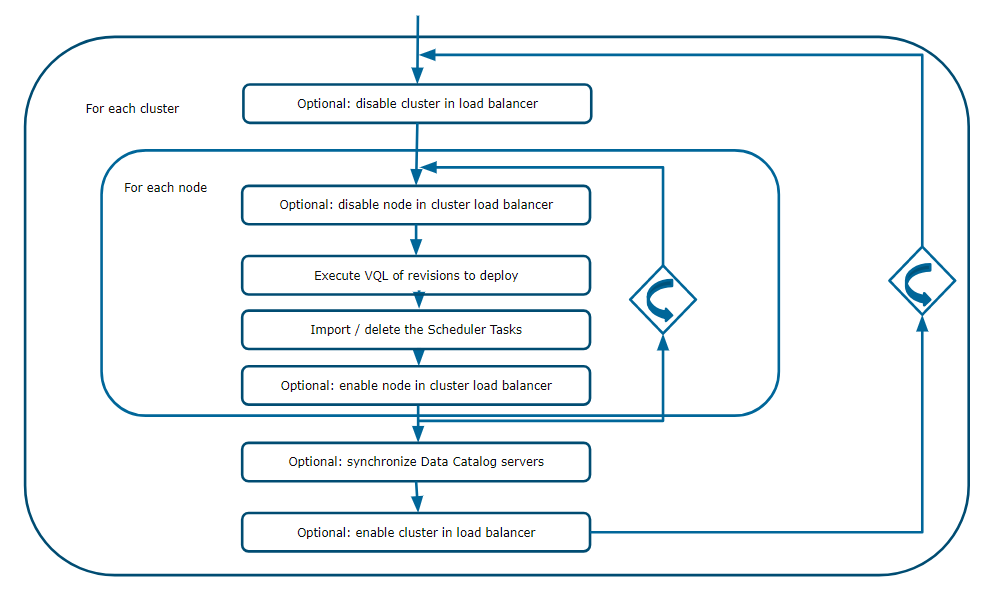 For each cluster
Optional: disable cluster in load balancer
For each node
Optional: disable node in cluster load balancer
Execute VQL of revisions to deploy
Import / delete the Scheduler Tasks
Optional: enable node in cluster load balancer
Optional: synchronize Data Catalog servers
Optional: enable cluster in load balancer